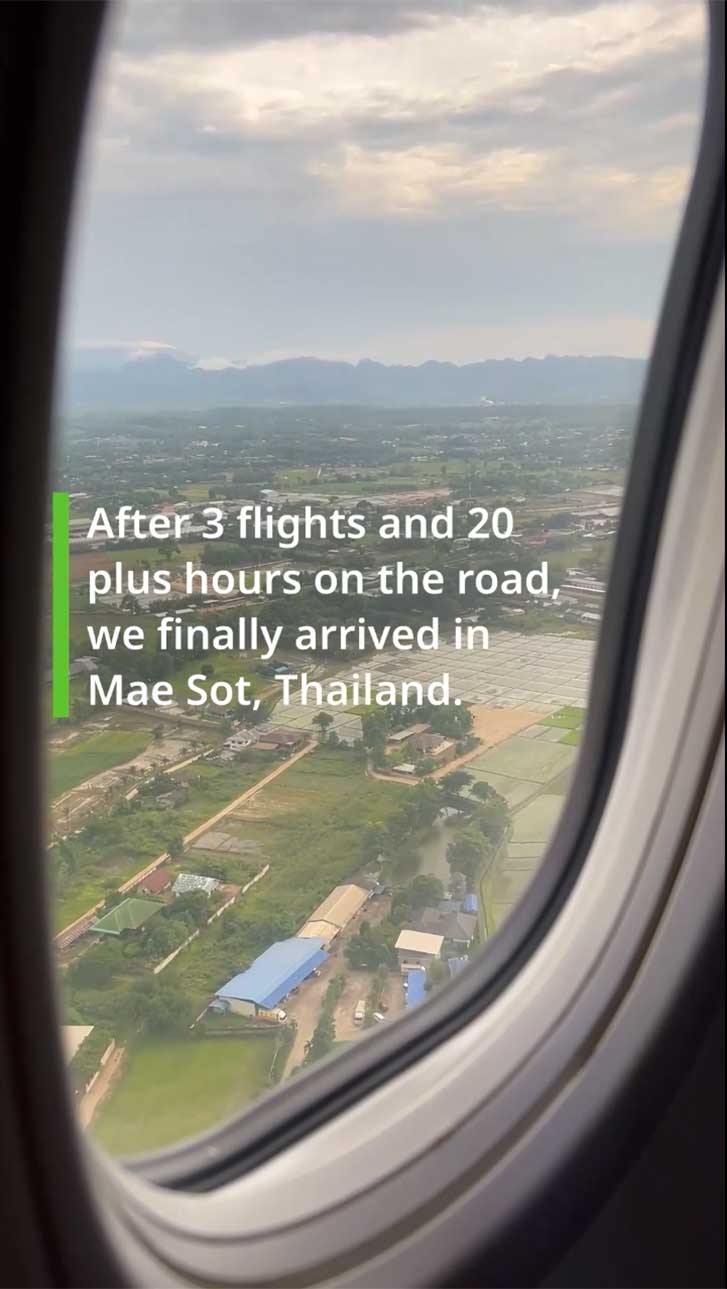 After 3 flights and 20
plus hours on the road,
we finally arrived in
Mae Sot, Thailand.